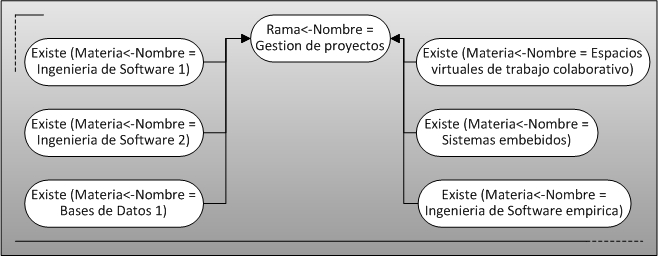 Rama<-Nombre =
Gestion de proyectos
Existe (Materia<-Nombre =
Ingenieria de Software 1)
Existe (Materia<-Nombre =
Ingenieria de Software 2)
Existe (Materia<-Nombre =
Bases de Datos 1)
Existe (Materia<-Nombre = Espacios
virtuales de trabajo colaborativo)
Existe (Materia<-Nombre =
Sistemas embebidos)
Existe (Materia<-Nombre =
Ingenieria de Software empirica)